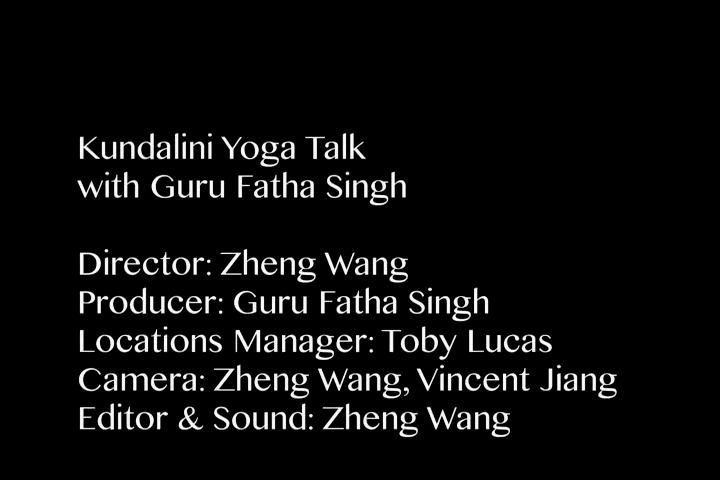 Kundalini Yoga Talk
with Guru Fatha Singh
Director: Zheng Wang
Producer: Guru Fatha Singh
Locations Manager: Toby Lucas
Camera: Zheng Wang, Vincent Jiang
Editor & Sound: Zheng Wang